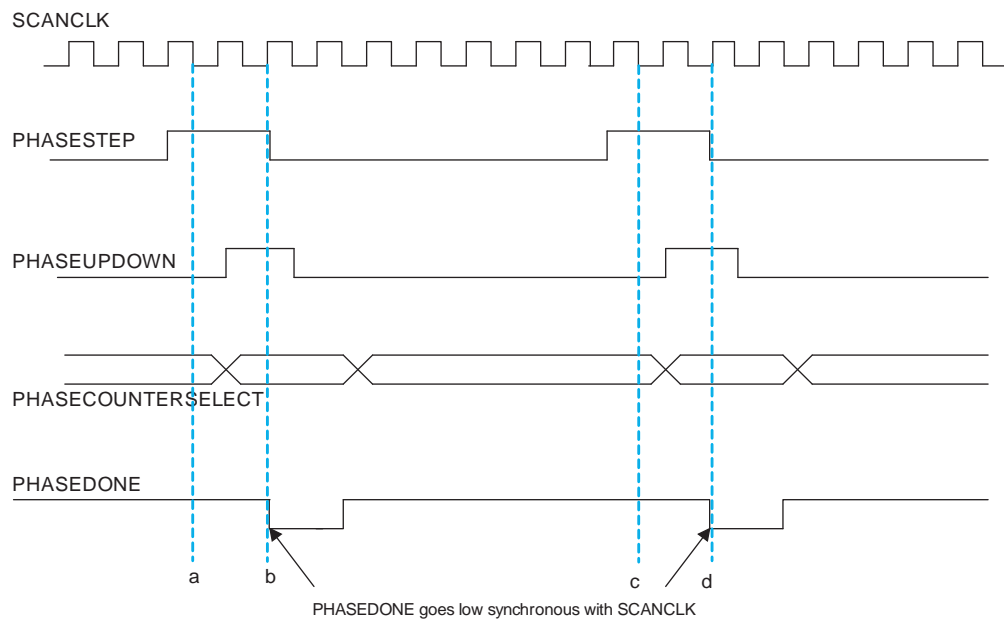 SCANCLK
PHASESTEP
PHASEUPDOWN
PHASECOUNTERSELECT
PHASEDONE
a b c d
PHASEDONE goes low synchronous with SCANCLK